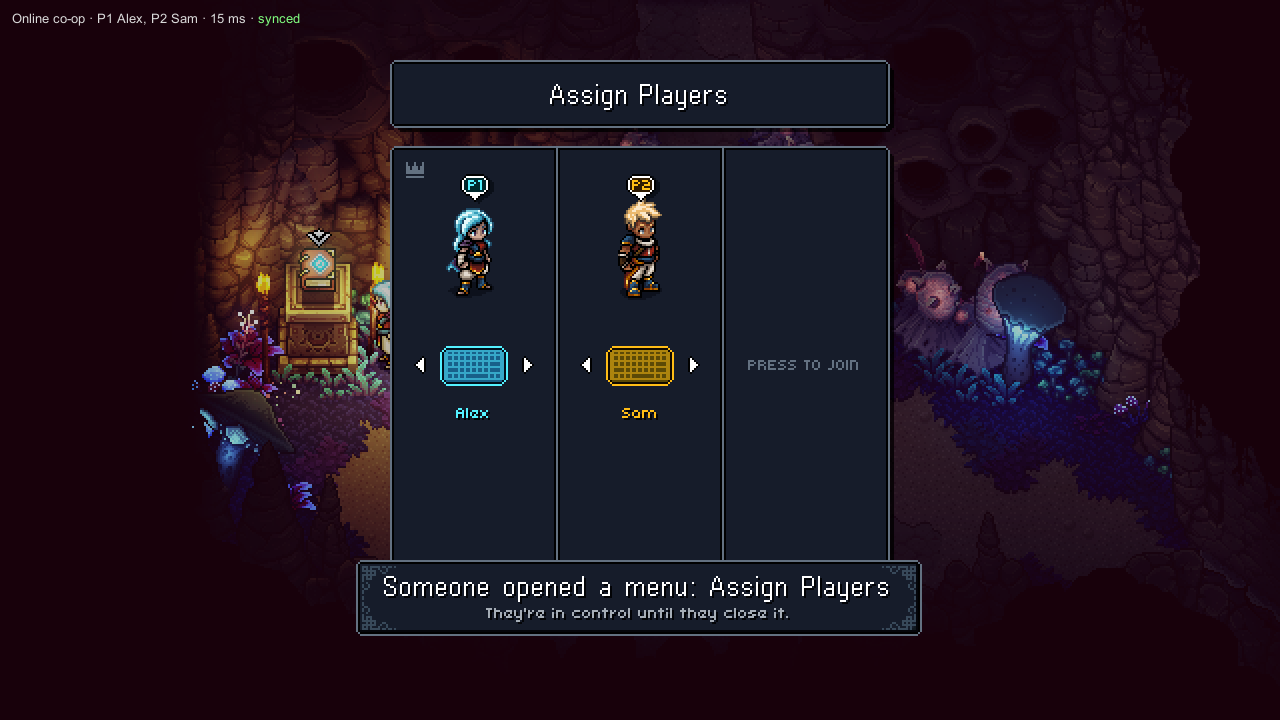 Online co-op · P1 Alex, P2 Sam · 15 ms · synced
Assign Players
P1
P2
PRESS TO JOIN
Alex
Sam
Someone opened a menu: Assign Players
They're in control until they close it.